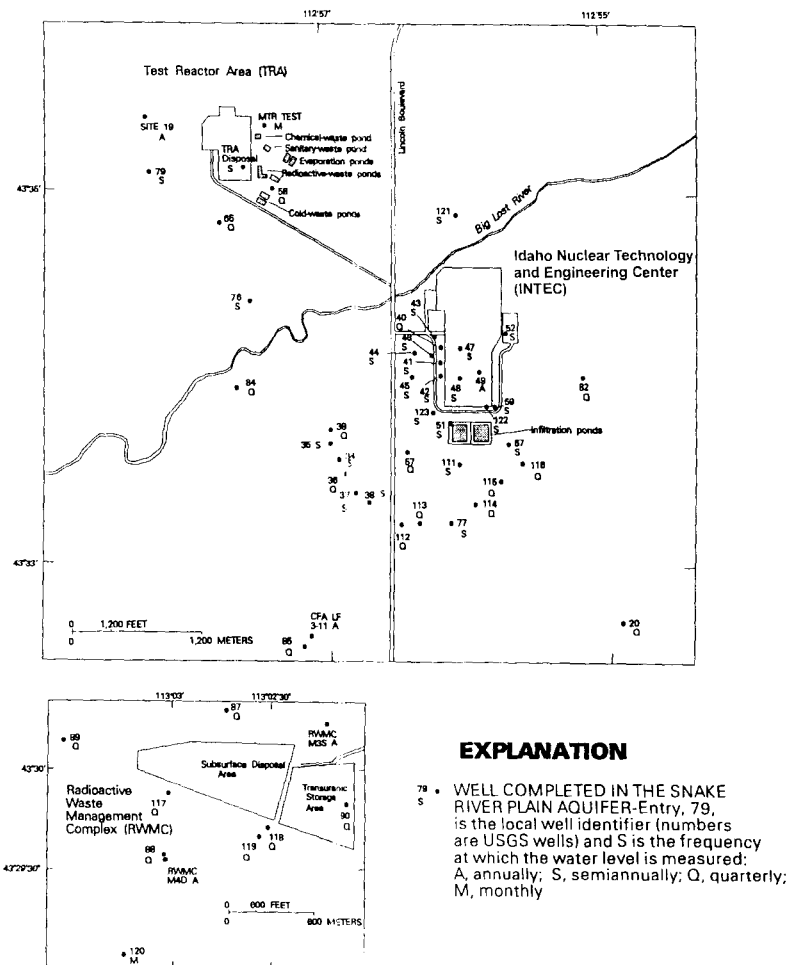 112°57'
112°55'
Test Reactor Area (TRA)
Lincoln Boulevard
SITE 19
A
MTR TEST
M
Chemical-waste pond
Sanitary-waste pond
TRA
Disposal
S
Evaporation ponds
Radioactive-waste ponds
79
S
43°35'
58
Q
Cold-waste ponds
65
Q
121
S
Big Lost River
Idaho Nuclear Technology
and Engineering Center
(INTEC)
76
S
43
S
40
Q
46
S
52
S
44
S
41
S
47
S
45
S
42
S
48
S
49
A
82
Q
84
Q
59
S
123
S
122
S
51
S
Infiltration ponds
39
Q
35 S
34
S
36
Q
37
S
38 S
57
Q
111
S
67
S
116
Q
115
Q
113
Q
114
Q
112
Q
77
S
43°33'
0 1,200 FEET
0 1,200 METERS
CFA LF
3-11 A
85
Q
20
Q
113°03'
113°02'30"
87
Q
89
Q
RWMC
M3S A
43°30'
Subsurface Disposal
Area
Transuranic
Storage
Area
90
Q
Radioactive
Waste
Management
Complex (RWMC)
117
Q
119
Q
118
Q
88
Q
RWMC
M4D A
43°29'30"
0 600 FEET
0 600 METERS
120
M
EXPLANATION
79
S
WELL COMPLETED IN THE SNAKE
RIVER PLAIN AQUIFER-Entry, 79,
is the local well identifier (numbers
are USGS wells) and S is the frequency
at which the water level is measured:
A, annually; S, semiannually; Q, quarterly;
M, monthly